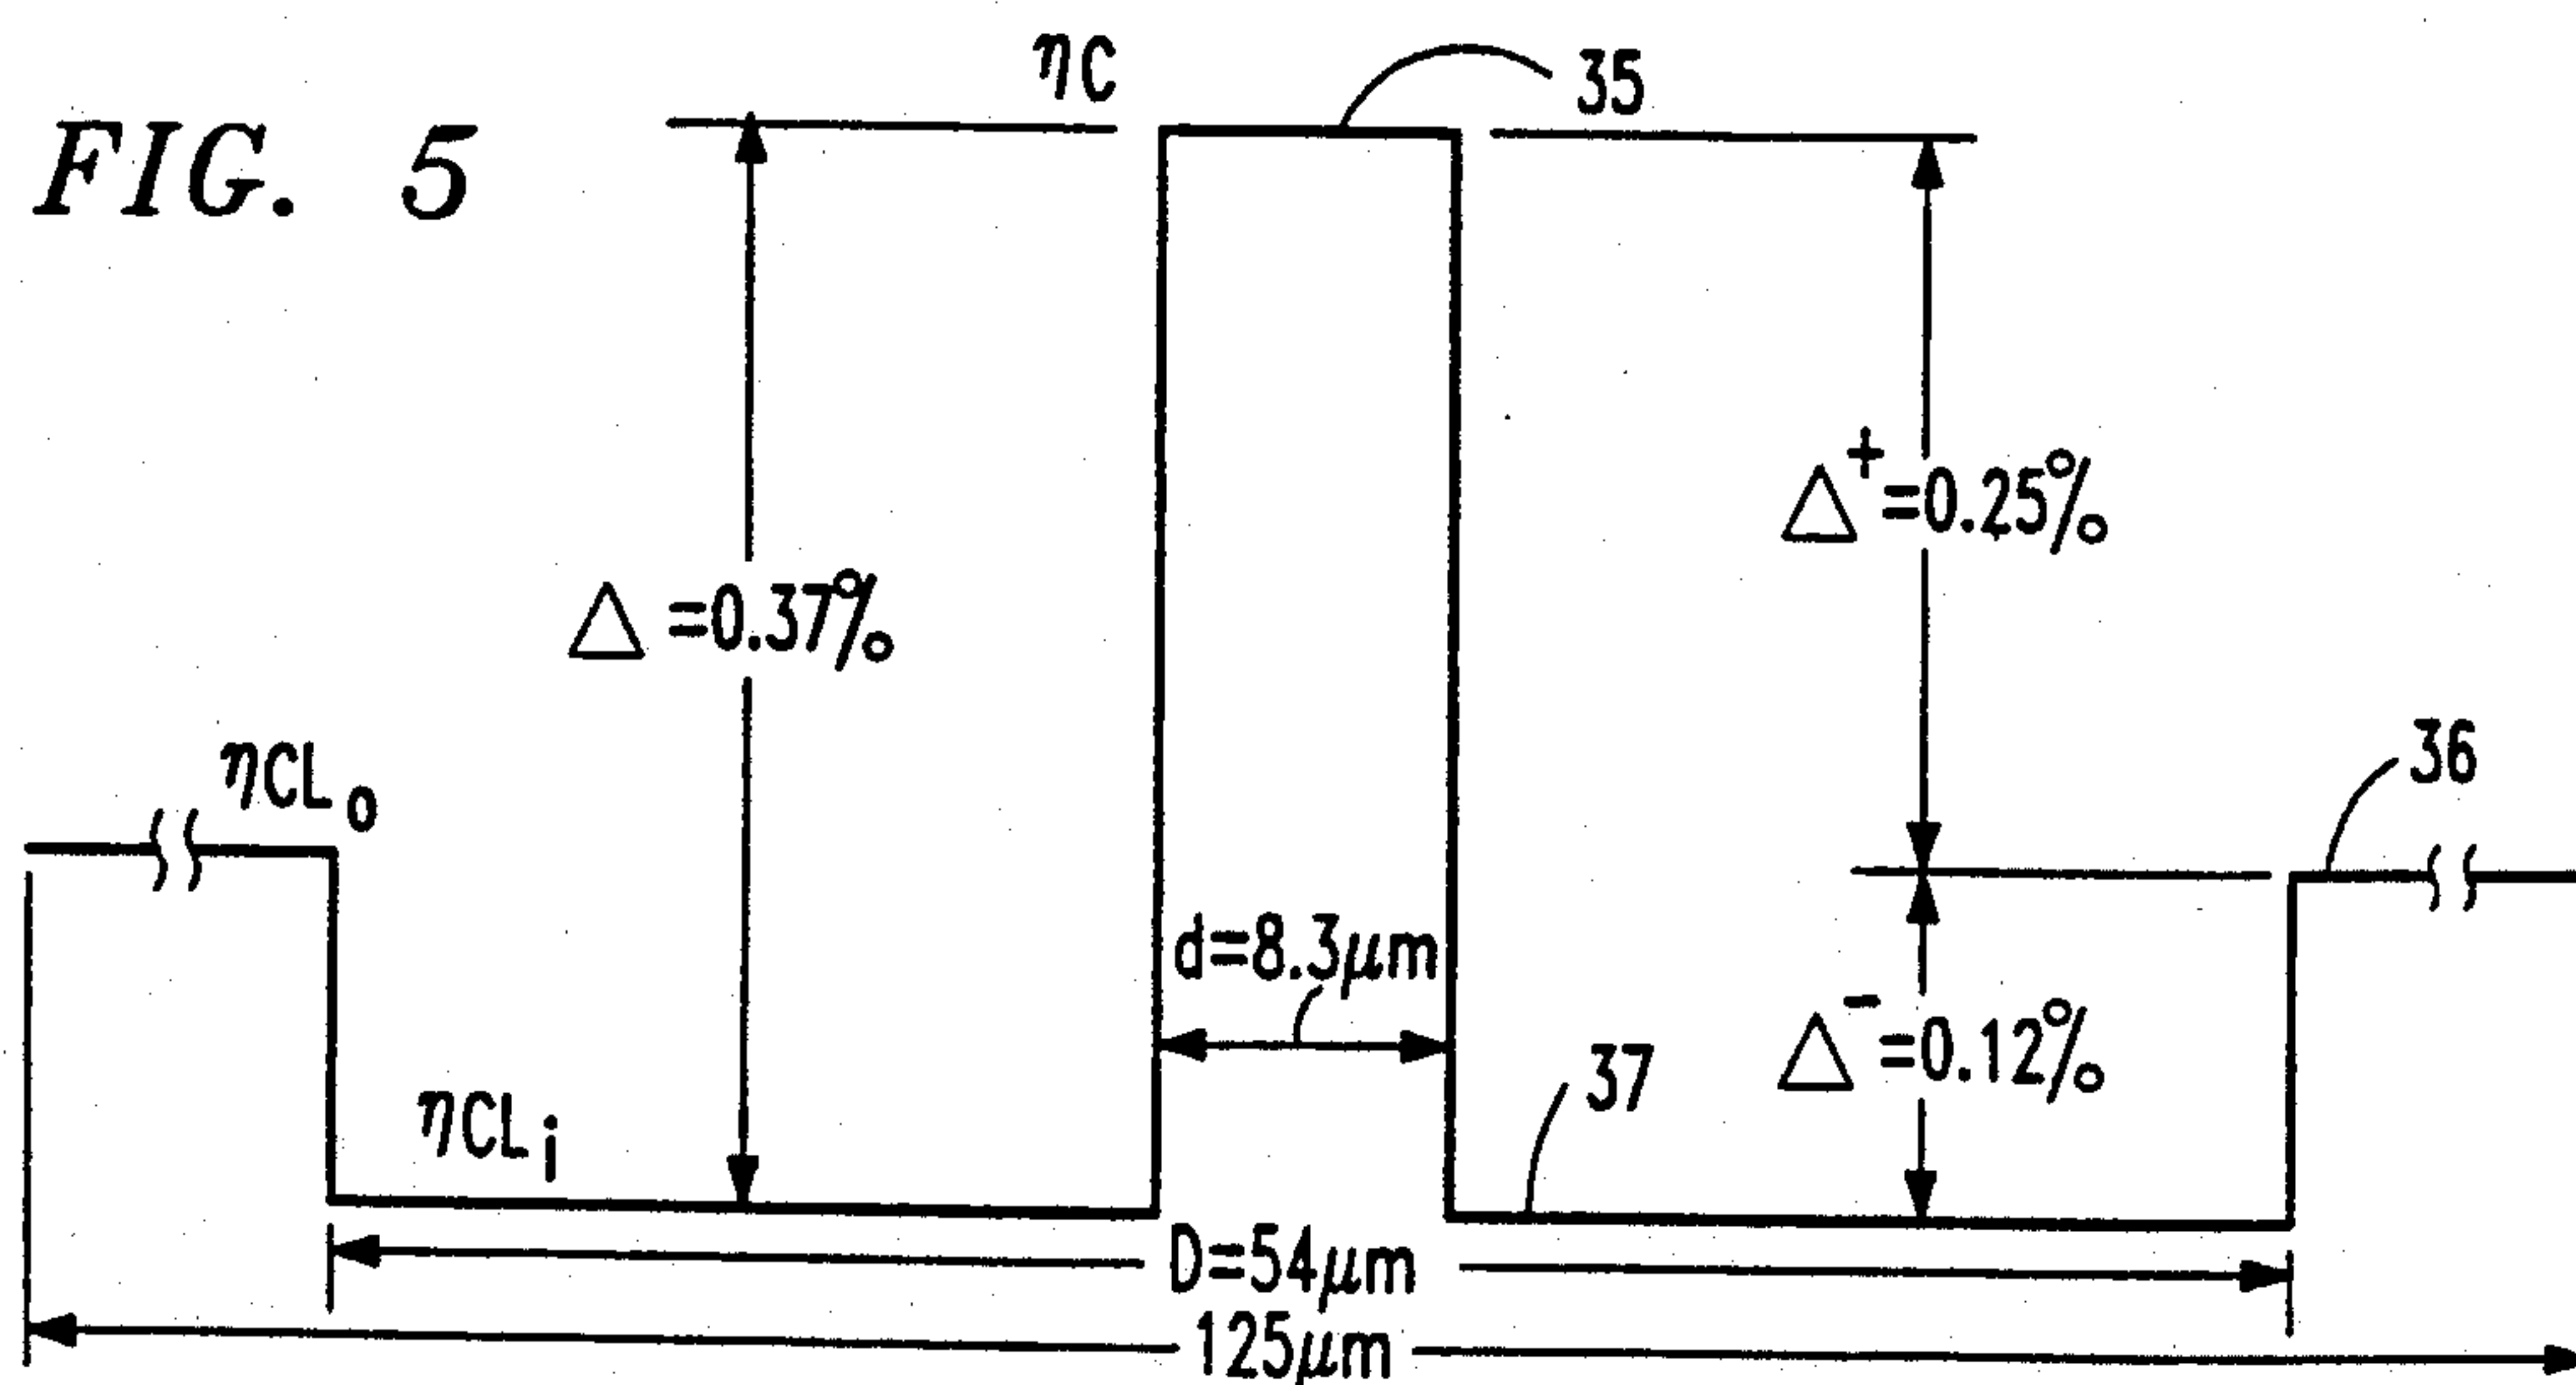 FIG. 5
ηC
35
Δ⁺=0.25%
Δ =0.37%
ηCLₒ
36
d=8.3μm
Δ⁻=0.12%
37
ηCLᵢ
D=54μm
125μm